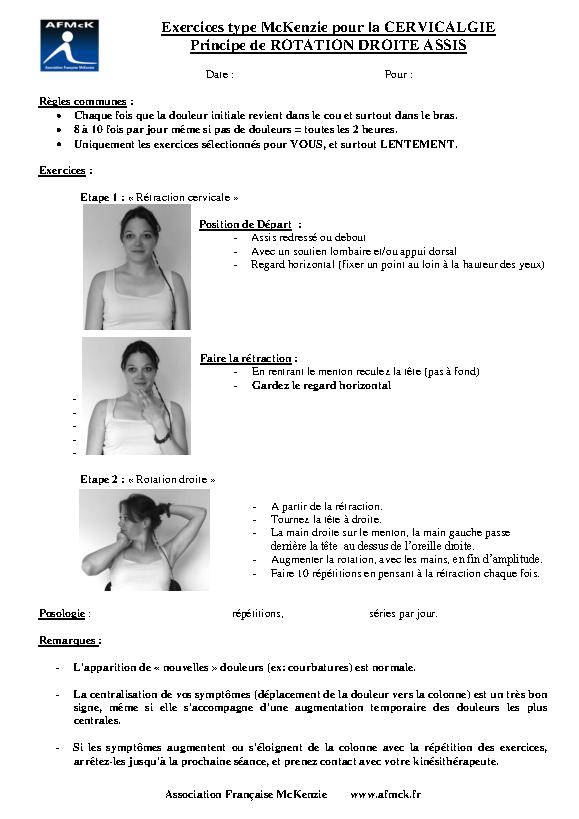 AFMcK
Association Française McKenzie
Exercices type McKenzie pour la CERVICALGIE
Principe de ROTATION DROITE ASSIS
Date :    Pour :
Règles communes :
• Chaque fois que la douleur initiale revient dans le cou et surtout dans le bras.
• 8 à 10 fois par jour même si pas de douleurs = toutes les 2 heures.
• Uniquement les exercices sélectionnés pour VOUS, et surtout LENTEMENT.
Exercices :
Etape 1 : « Rétraction cervicale »
Position de Départ :
- Assis redressé ou debout
- Avec un soutien lombaire et/ou appui dorsal
- Regard horizontal (fixer un point au loin à la hauteur des yeux)
Faire la rétraction :
- En rentrant le menton reculez la tête (pas à fond)
- Gardez le regard horizontal
-
-
-
-
-
Etape 2 : « Rotation droite »
- A partir de la rétraction.
- Tournez la tête à droite.
- La main droite sur le menton, la main gauche passe
derrière la tête au dessus de l'oreille droite.
- Augmenter la rotation, avec les mains, en fin d'amplitude.
- Faire 10 répétitions en pensant à la rétraction chaque fois.
Posologie :    répétitions,    séries par jour.
Remarques :
- L'apparition de « nouvelles » douleurs (ex: courbatures) est normale.
- La centralisation de vos symptômes (déplacement de la douleur vers la colonne) est un très bon
signe, même si elle s'accompagne d'une augmentation temporaire des douleurs les plus
centrales.
- Si les symptômes augmentent ou s'éloignent de la colonne avec la répétition des exercices,
arrêtez-les jusqu'à la prochaine séance, et prenez contact avec votre kinésithérapeute.
Association Française McKenzie    www.afmck.fr